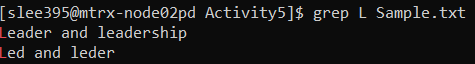 [slee395@mtrx-node02pd Activity5]$ grep L Sample.txt
Leader and leadership
Led and leder